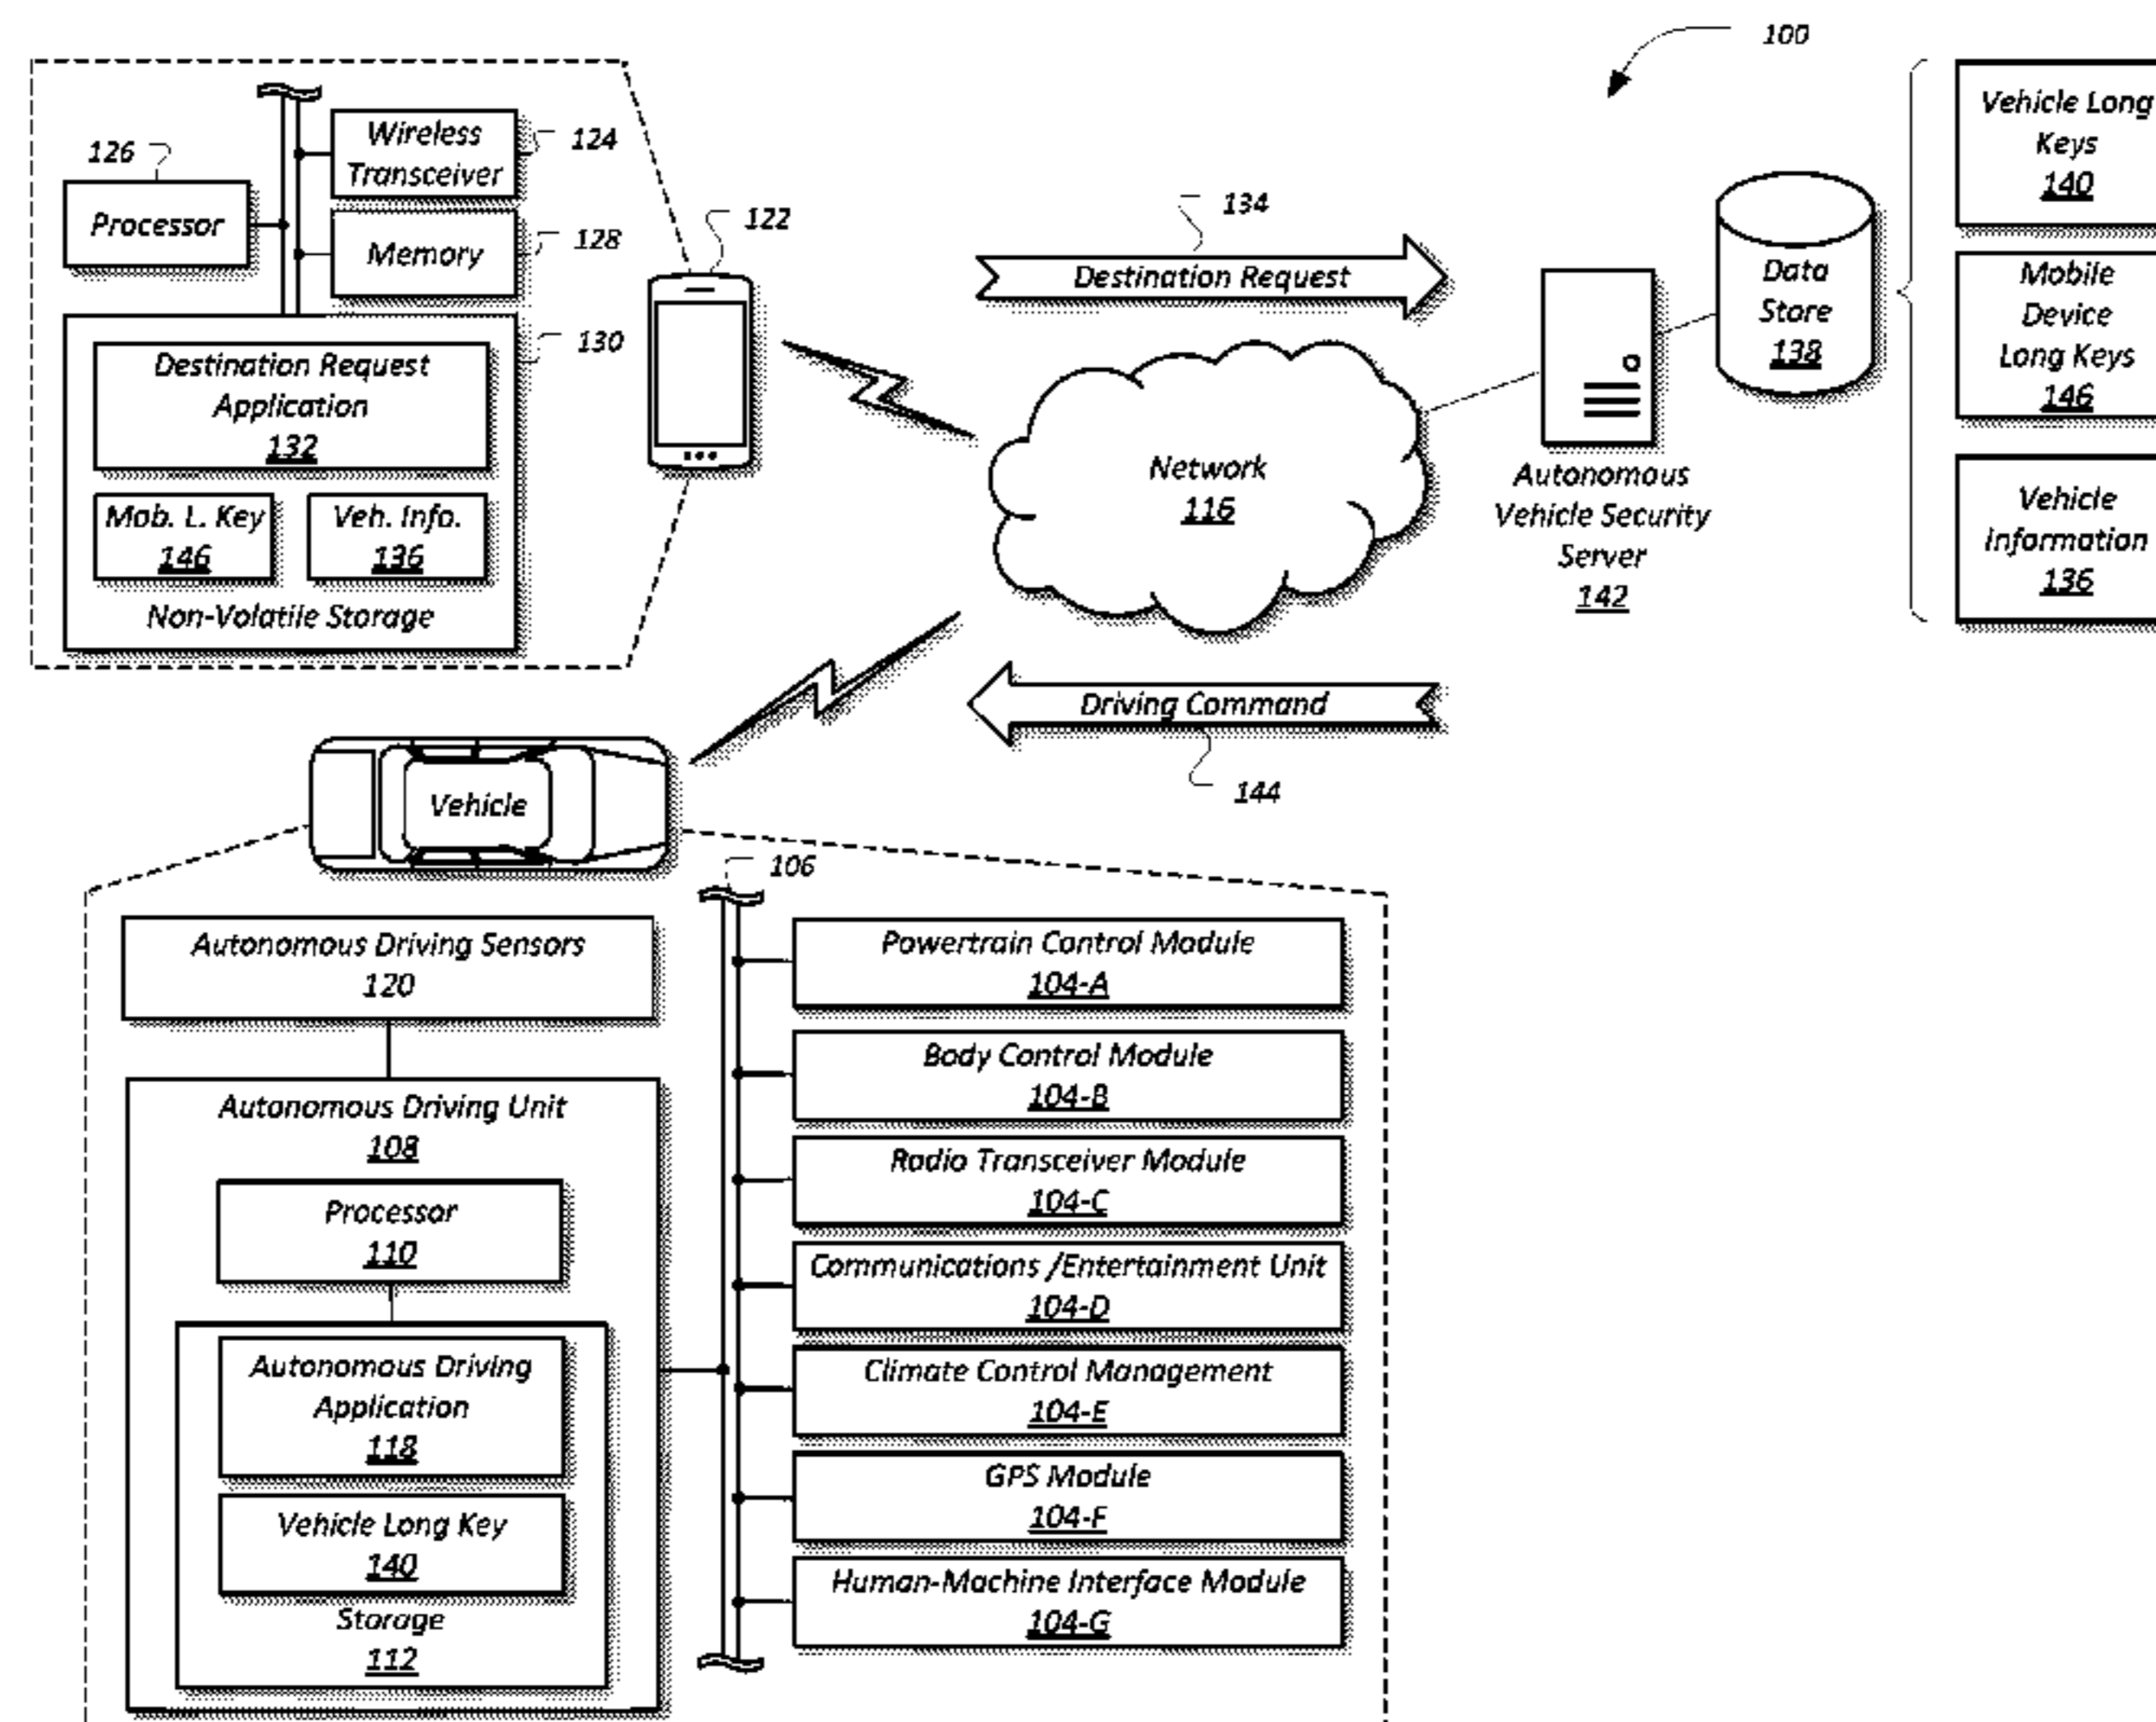 100
126
Wireless
Transceiver
124
Processor
Memory
128
Destination Request
Application
132
130
Mob. L. Key
146
Veh. Info.
136
Non-Volatile Storage
122
134
Destination Request
Network
116
Autonomous
Vehicle Security
Server
142
Data
Store
138
Vehicle Long
Keys
140
Mobile
Device
Long Keys
146
Vehicle
Information
136
Driving Command
144
Vehicle
106
Autonomous Driving Sensors
120
Autonomous Driving Unit
108
Processor
110
Autonomous Driving
Application
118
Vehicle Long Key
140
Storage
112
Powertrain Control Module
104-A
Body Control Module
104-B
Radio Transceiver Module
104-C
Communications /Entertainment Unit
104-D
Climate Control Management
104-E
GPS Module
104-F
Human-Machine Interface Module
104-G